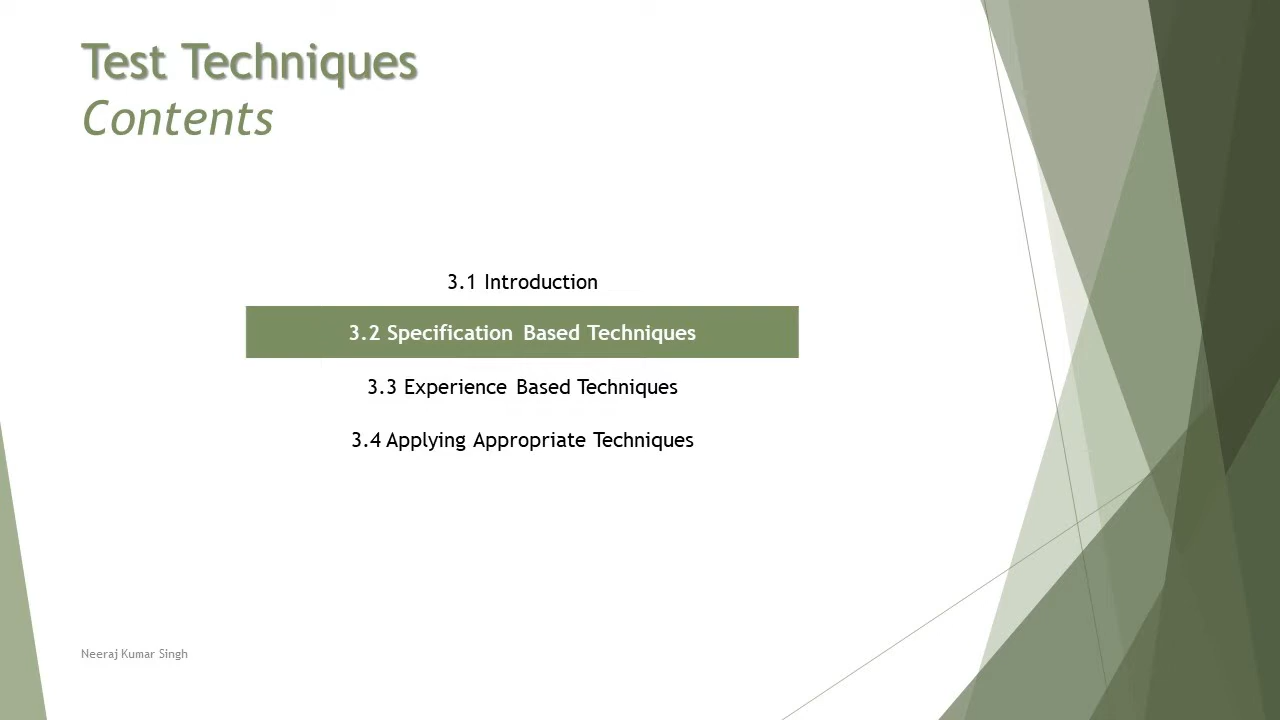 Test Techniques
Contents
3.1 Introduction
3.2 Specification Based Techniques
3.3 Experience Based Techniques
3.4 Applying Appropriate Techniques
Neeraj Kumar Singh